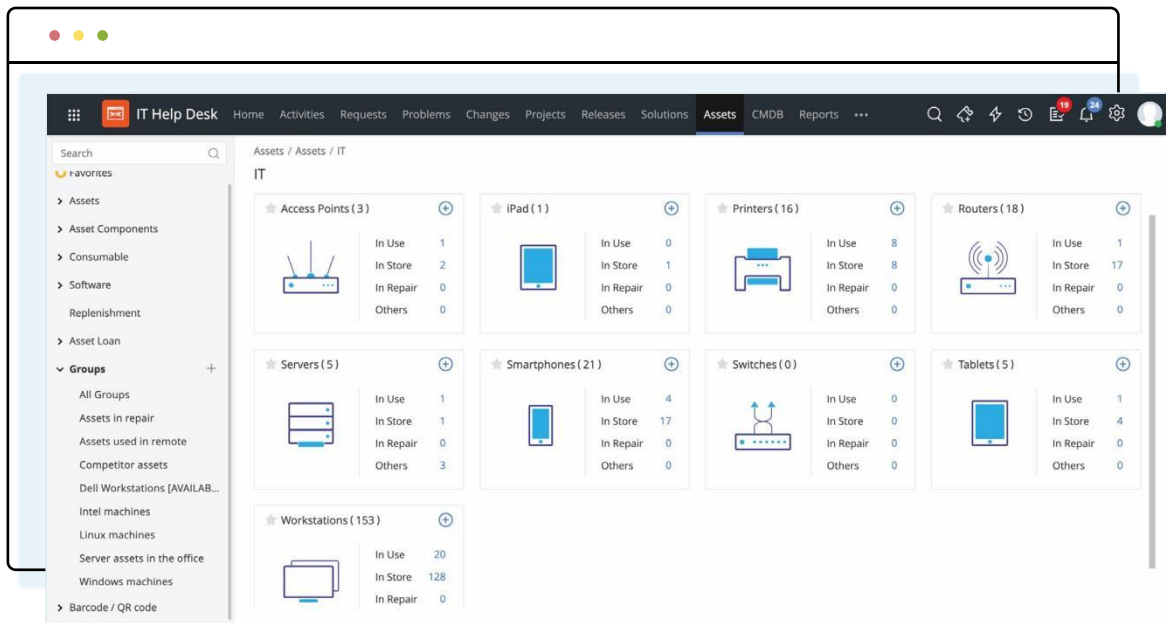 IT Help Desk Home Activities Requests Problems Changes Projects Releases Solutions Assets CMDB Reports ••• 19 24
Search
Favorites
Assets
Asset Components
Consumable
Software
Replenishment
Asset Loan
Groups
All Groups
Assets in repair
Assets used in remote
Competitor assets
Dell Workstations [AVAILAB...
Intel machines
Linux machines
Server assets in the office
Windows machines
Barcode / QR code
Assets / Assets / IT
IT
Access Points ( 3 )
In Use 1
In Store 2
In Repair 0
Others 0
iPad ( 1 )
In Use 0
In Store 1
In Repair 0
Others 0
Printers ( 16 )
In Use 8
In Store 8
In Repair 0
Others 0
Routers ( 18 )
In Use 1
In Store 17
In Repair 0
Others 0
Servers ( 5 )
In Use 1
In Store 1
In Repair 0
Others 3
Smartphones ( 21 )
In Use 4
In Store 17
In Repair 0
Others 0
Switches ( 0 )
In Use 0
In Store 0
In Repair 0
Others 0
Tablets ( 5 )
In Use 1
In Store 4
In Repair 0
Others 0
Workstations ( 153 )
In Use 20
In Store 128
In Repair 0